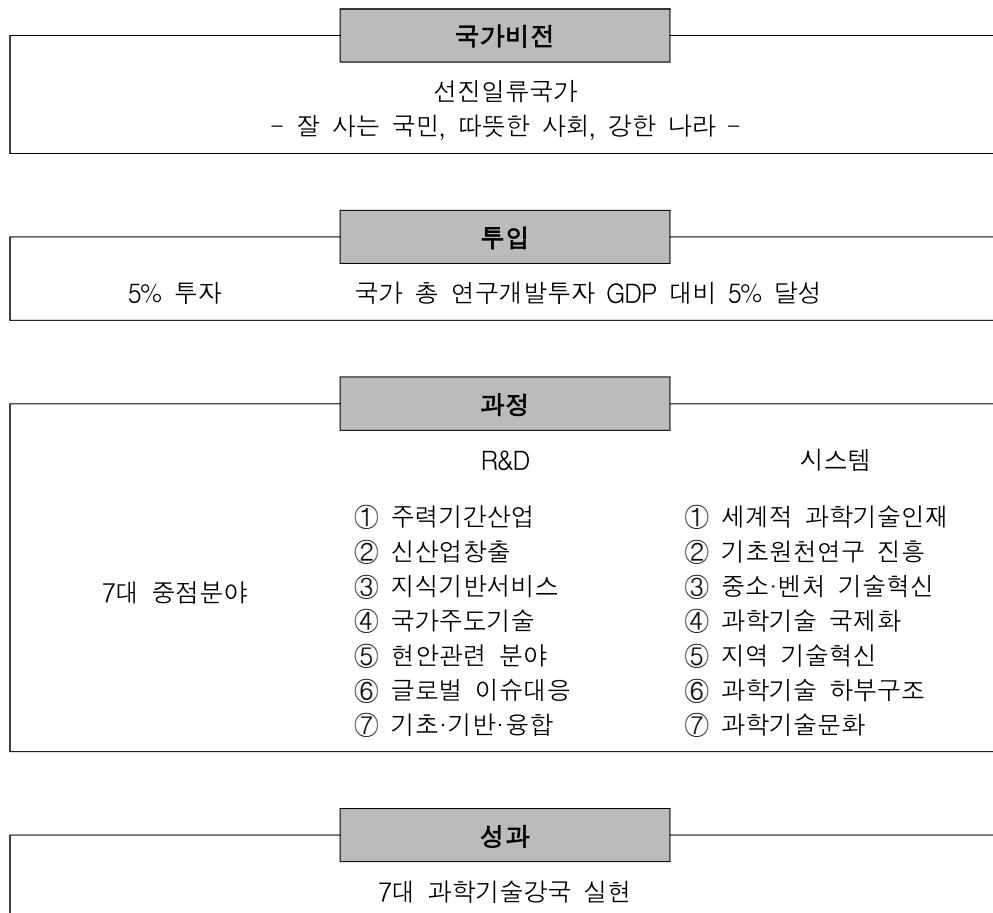 국가비전
선진일류국가
- 잘 사는 국민, 따뜻한 사회, 강한 나라 -
투입
5% 투자 국가 총 연구개발투자 GDP 대비 5% 달성
과정
R&D 시스템
① 주력기간산업 ① 세계적 과학기술인재
② 신산업창출 ② 기초원천연구 진흥
7대 중점분야 ③ 지식기반서비스 ③ 중소·벤처 기술혁신
④ 국가주도기술 ④ 과학기술 국제화
⑤ 현안관련 분야 ⑤ 지역 기술혁신
⑥ 글로벌 이슈대응 ⑥ 과학기술 하부구조
⑦ 기초·기반·융합 ⑦ 과학기술문화
성과
7대 과학기술강국 실현